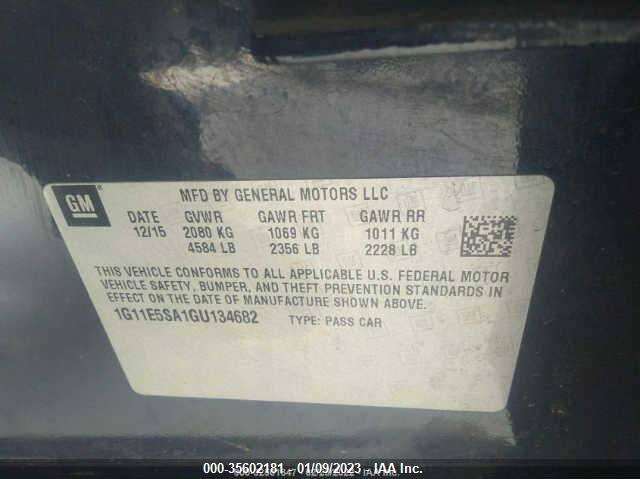 GM
MFD BY GENERAL MOTORS LLC
DATE GVWR GAWR FRT GAWR RR
12/15 2080 KG 1069 KG 1011 KG
4584 LB 2356 LB 2228 LB
THIS VEHICLE CONFORMS TO ALL APPLICABLE U.S. FEDERAL MOTOR
VEHICLE SAFETY, BUMPER, AND THEFT PREVENTION STANDARDS IN
EFFECT ON THE DATE OF MANUFACTURE SHOWN ABOVE.
1G11E5SA1GU134682 TYPE: PASS CAR
000-35602181 - 01/09/2023 - IAA Inc.